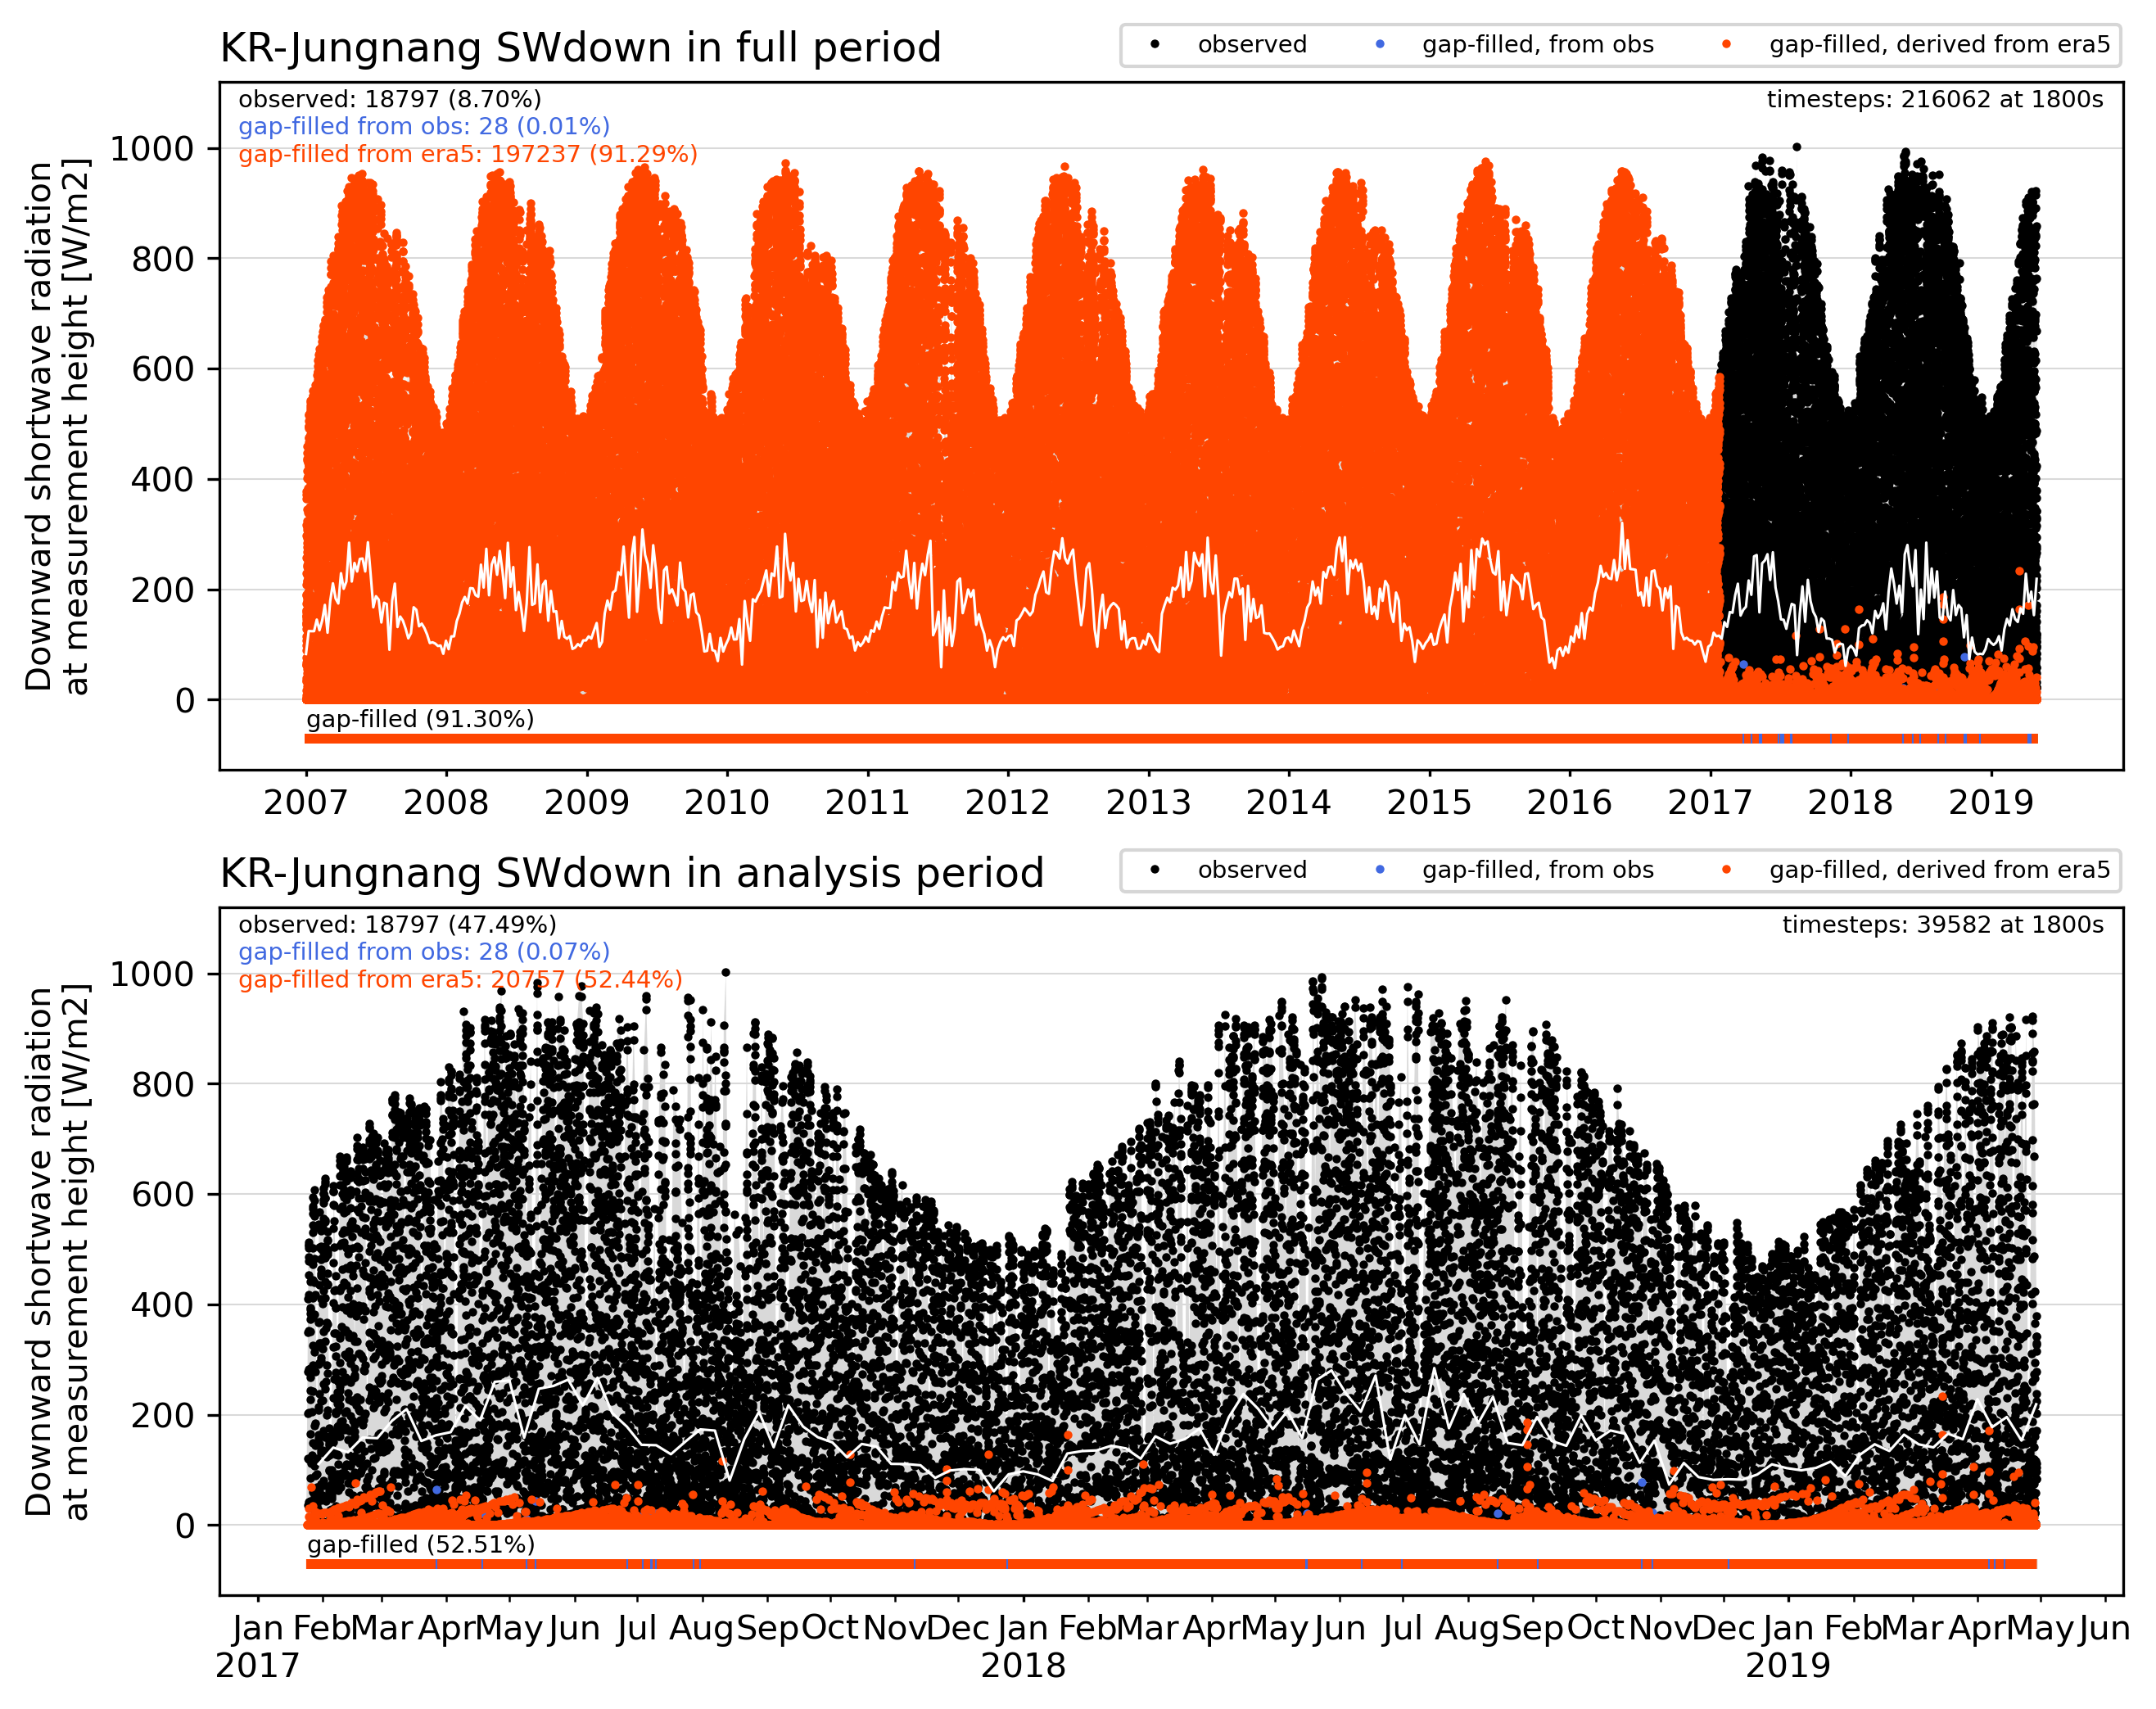 KR-Jungnang SWdown in full period
observed
gap-filled, from obs
gap-filled, derived from era5
observed: 18797 (8.70%)
gap-filled from obs: 28 (0.01%)
gap-filled from era5: 197237 (91.29%)
timesteps: 216062 at 1800s
Downward shortwave radiation
at measurement height [W/m2]
1000
800
600
400
200
0
gap-filled (91.30%)
2007 2008 2009 2010 2011 2012 2013 2014 2015 2016 2017 2018 2019
KR-Jungnang SWdown in analysis period
observed
gap-filled, from obs
gap-filled, derived from era5
observed: 18797 (47.49%)
gap-filled from obs: 28 (0.07%)
gap-filled from era5: 20757 (52.44%)
timesteps: 39582 at 1800s
Downward shortwave radiation
at measurement height [W/m2]
1000
800
600
400
200
0
gap-filled (52.51%)
Jan Feb Mar Apr May Jun Jul Aug Sep Oct Nov Dec Jan Feb Mar Apr May Jun Jul Aug Sep Oct Nov Dec Jan Feb Mar Apr May Jun
2017 2018 2019